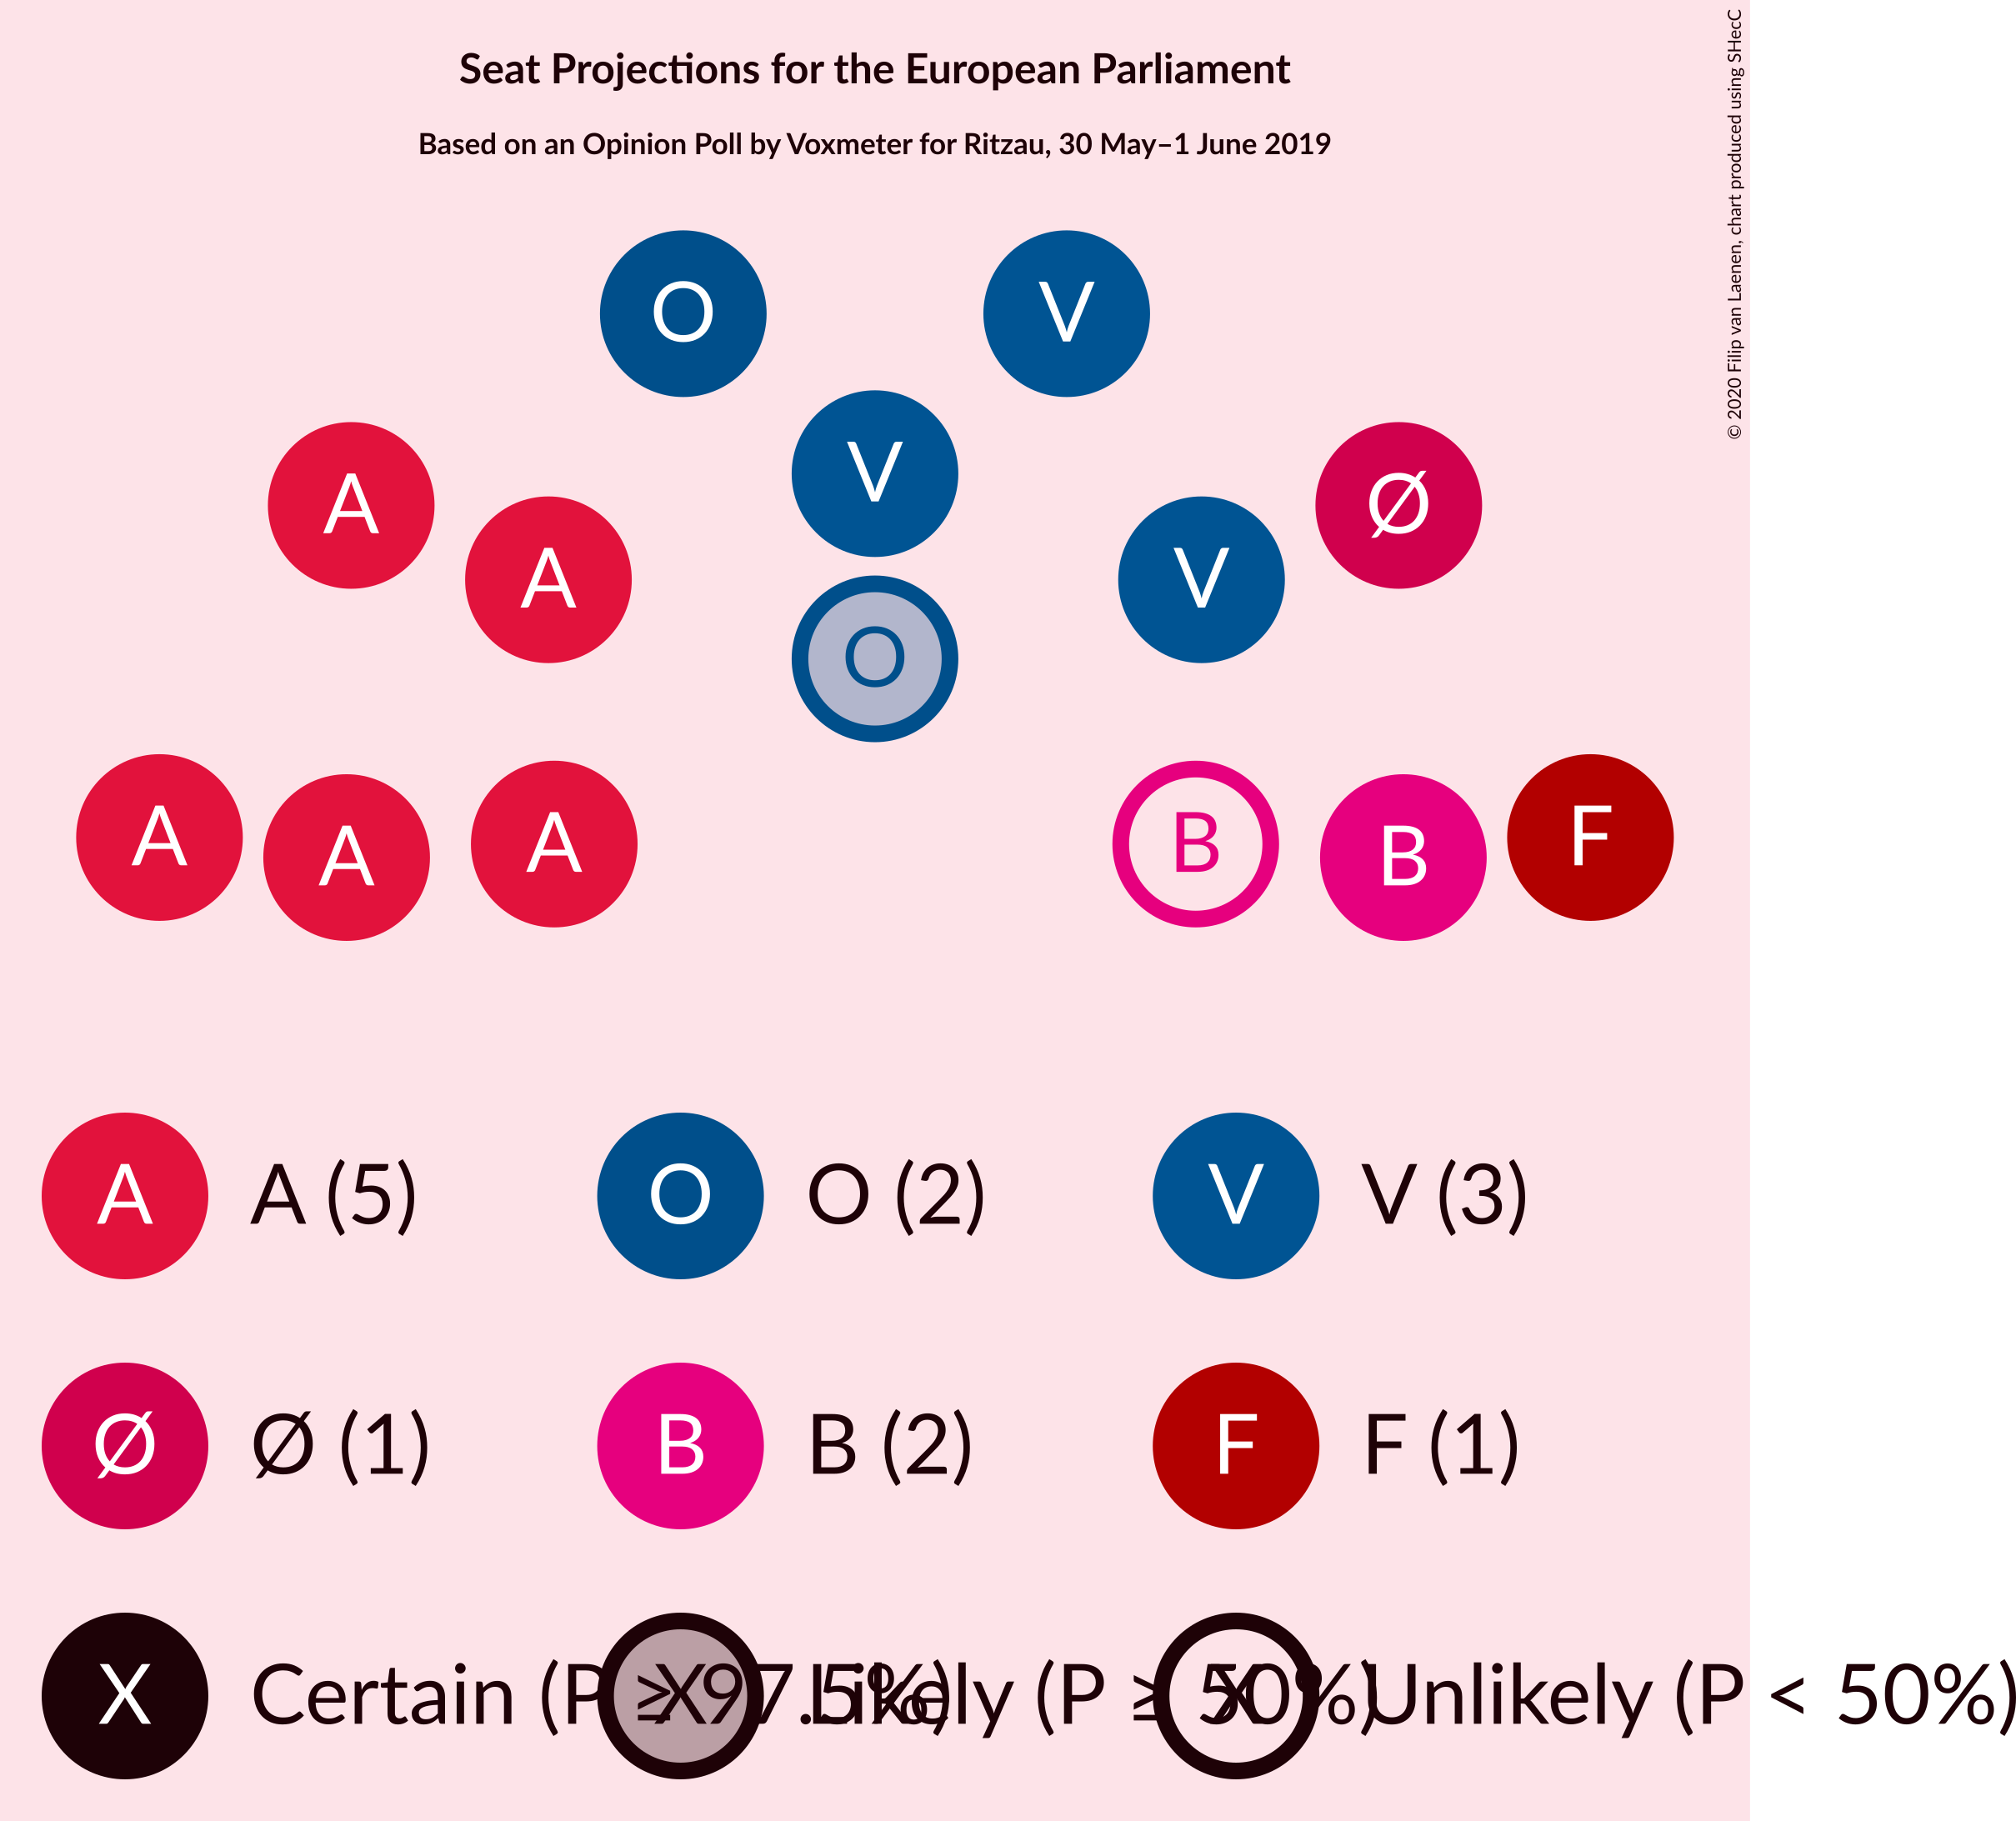 Seat Projections for the European Parliament
Based on an Opinion Poll by Voxmeter for Ritzau, 30 May–1 June 2019
© 2020 Filip van Laenen, chart produced using SHecC
O
V
V
A
Ø
A
V
O
A
A
A
B
B
F
A
A (5)
O
O (2)
V
V (3)
Ø
Ø (1)
B
B (2)
F
F (1)
X
Certain (P ≥ 97.5%)
X
Likely (P ≥ 50%)
X
Unlikely (P < 50%)